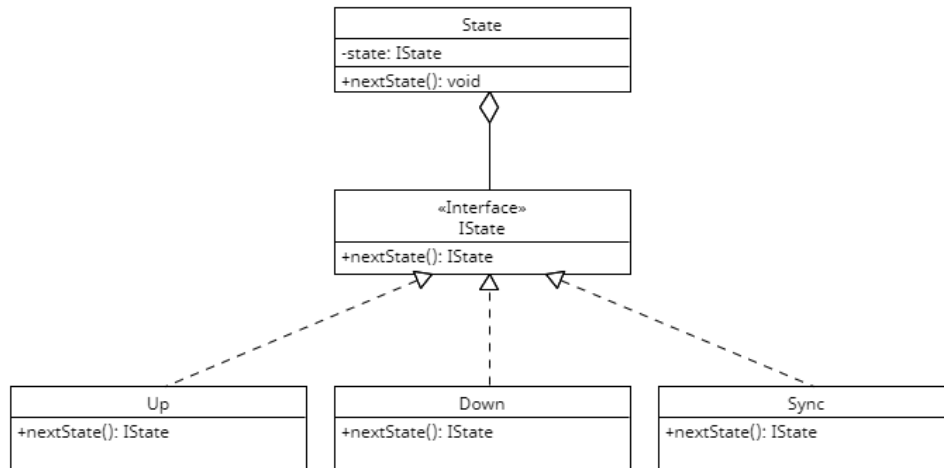 State
-state: IState
+nextState(): void
«Interface»
IState
+nextState(): IState
Up
+nextState(): IState
Down
+nextState(): IState
Sync
+nextState(): IState